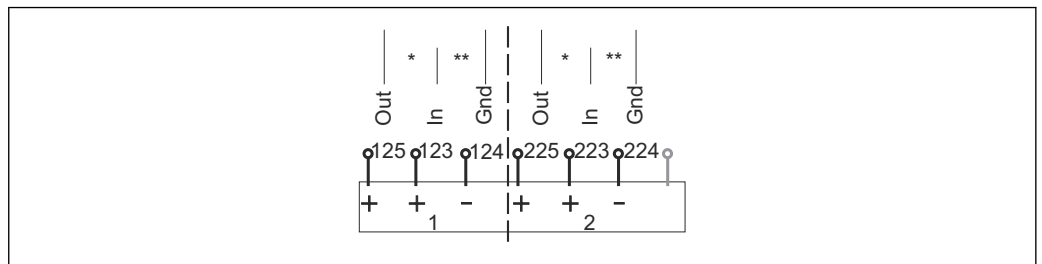 * ** * **
Out In Gnd Out In Gnd
125 123 124 225 223 224
+ + - + + -
1 2